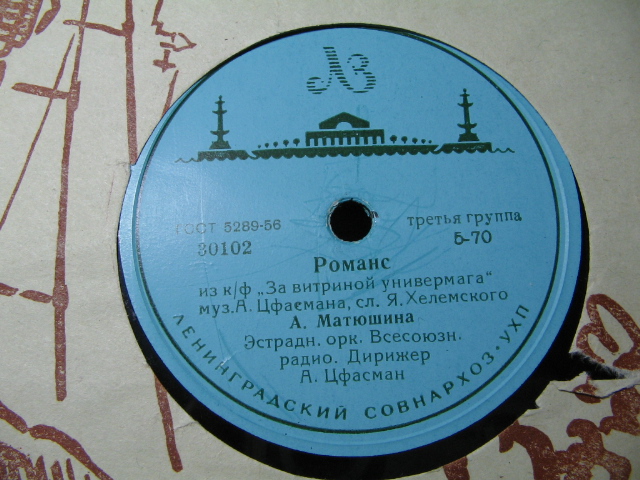 ЛЗ
ГОСТ 5289-56
30102
третья группа
5-70
Романс
из к/ф „За витриной универмага“
муз.А. Цфасмана, сл. Я.Хелемского
А. Матюшина
Эстрадн. орк. Всесоюзн.
радио. Дирижер
А. Цфасман
ЛЕНИНГРАДСКИЙ СОВНАРХОЗ·УХП